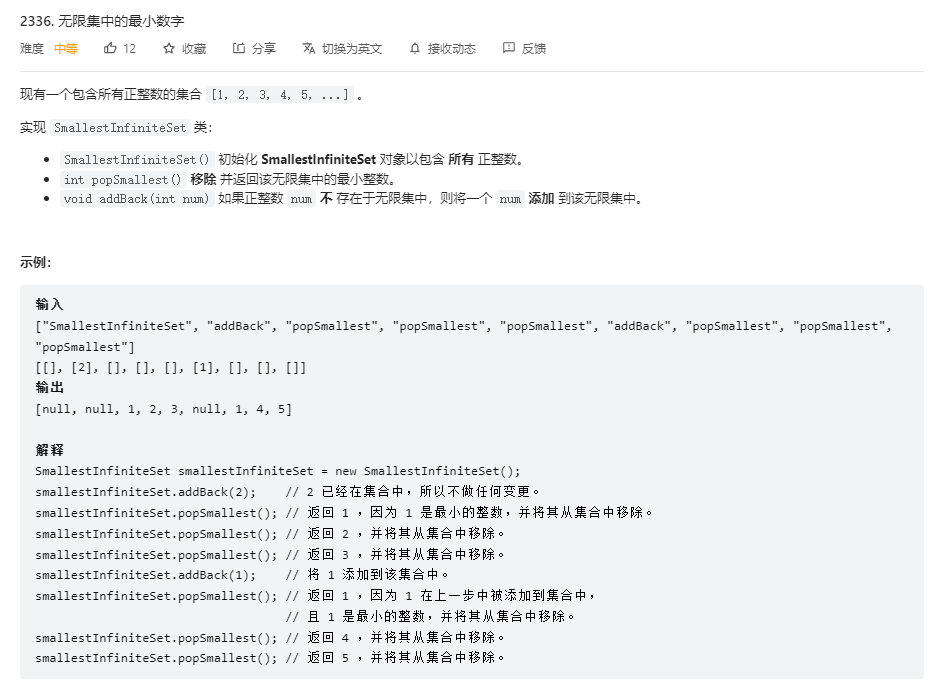 2336. 无限集中的最小数字
难度 中等 12 收藏 分享 切换为英文 接收动态 反馈
现有一个包含所有正整数的集合 [1, 2, 3, 4, 5, ...] 。
实现 SmallestInfiniteSet 类：
SmallestInfiniteSet() 初始化 SmallestInfiniteSet 对象以包含 所有 正整数。
int popSmallest() 移除 并返回该无限集中的最小整数。
void addBack(int num) 如果正整数 num 不 存在于无限集中，则将一个 num 添加 到该无限集中。
示例：
输入
["SmallestInfiniteSet", "addBack", "popSmallest", "popSmallest", "popSmallest", "addBack", "popSmallest", "popSmallest",
"popSmallest"]
[[], [2], [], [], [], [1], [], [], []]
输出
[null, null, 1, 2, 3, null, 1, 4, 5]
解释
SmallestInfiniteSet smallestInfiniteSet = new SmallestInfiniteSet();
smallestInfiniteSet.addBack(2); // 2 已经在集合中，所以不做任何变更。
smallestInfiniteSet.popSmallest(); // 返回 1 ，因为 1 是最小的整数，并将其从集合中移除。
smallestInfiniteSet.popSmallest(); // 返回 2 ，并将其从集合中移除。
smallestInfiniteSet.popSmallest(); // 返回 3 ，并将其从集合中移除。
smallestInfiniteSet.addBack(1); // 将 1 添加到该集合中。
smallestInfiniteSet.popSmallest(); // 返回 1 ，因为 1 在上一步中被添加到集合中，
// 且 1 是最小的整数，并将其从集合中移除。
smallestInfiniteSet.popSmallest(); // 返回 4 ，并将其从集合中移除。
smallestInfiniteSet.popSmallest(); // 返回 5 ，并将其从集合中移除。